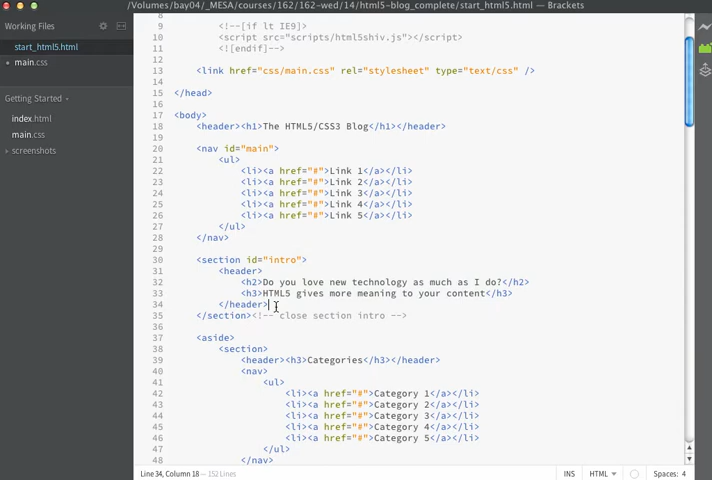 /Volumes/bay04/_MESA/courses/162/162-wed/14/html5-blog_complete/start_html5.html — Brackets
Working Files
start_html5.html
main.css
Getting Started
index.html
main.css
screenshots
8
9 <!--[if lt IE9]>
10 <script src="scripts/html5shiv.js"></script>
11 <![endif]-->
12
13 <link href="css/main.css" rel="stylesheet" type="text/css" />
14
15 </head>
16
17 <body>
18 <header><h1>The HTML5/CSS3 Blog</h1></header>
19
20 <nav id="main">
21 <ul>
22 <li><a href="#">Link 1</a></li>
23 <li><a href="#">Link 2</a></li>
24 <li><a href="#">Link 3</a></li>
25 <li><a href="#">Link 4</a></li>
26 <li><a href="#">Link 5</a></li>
27 </ul>
28 </nav>
29
30 <section id="intro">
31 <header>
32 <h2>Do you love new technology as much as I do?</h2>
33 <h3>HTML5 gives more meaning to your content</h3>
34 </header>
35 </section><!-- close section intro -->
36
37 <aside>
38 <section>
39 <header><h3>Categories</h3></header>
40 <nav>
41 <ul>
42 <li><a href="#">Category 1</a></li>
43 <li><a href="#">Category 2</a></li>
44 <li><a href="#">Category 3</a></li>
45 <li><a href="#">Category 4</a></li>
46 <li><a href="#">Category 5</a></li>
47 </ul>
48 </nav>
Line 34, Column 18 — 152 Lines
INS
HTML
Spaces: 4